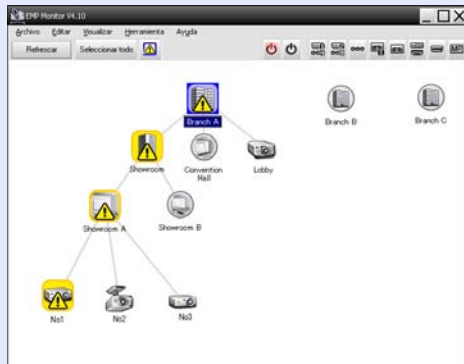 EMP Monitor V4.10
Archivo Editar Visualizar Herramienta Ayuda
Refrescar Seleccionar todo
Branch A
Branch B
Branch C
Showroom
Convention
Hall
Lobby
Showroom A
Showroom B
No1
No2
No3